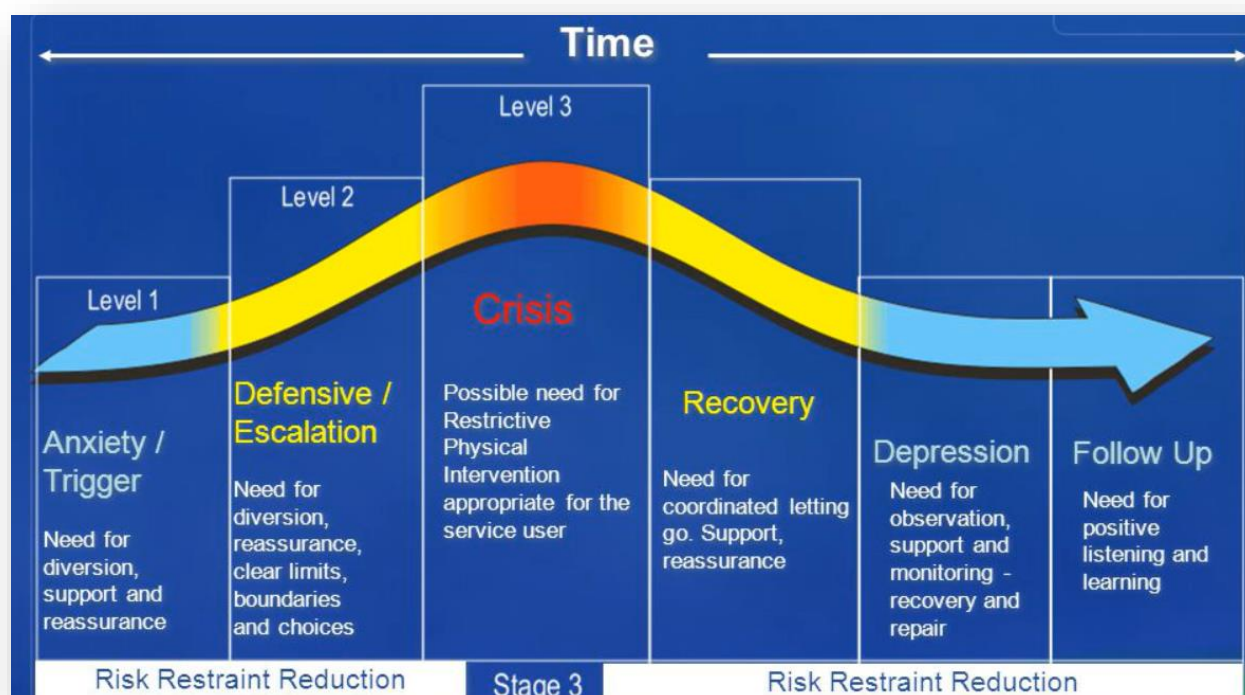 Time
Level 3
Level 2
Level 1
Crisis
Defensive /
Escalation
Recovery
Anxiety /
Trigger
Depression
Follow Up
Need for
diversion,
support and
reassurance
Need for
diversion,
reassurance,
clear limits,
boundaries
and choices
Possible need for
Restrictive
Physical
Intervention
appropriate for the
service user
Need for
coordinated letting
go. Support,
reassurance
Need for
observation,
support and
monitoring -
recovery and
repair
Need for
positive
listening and
learning
Risk Restraint Reduction
Stage 3
Risk Restraint Reduction